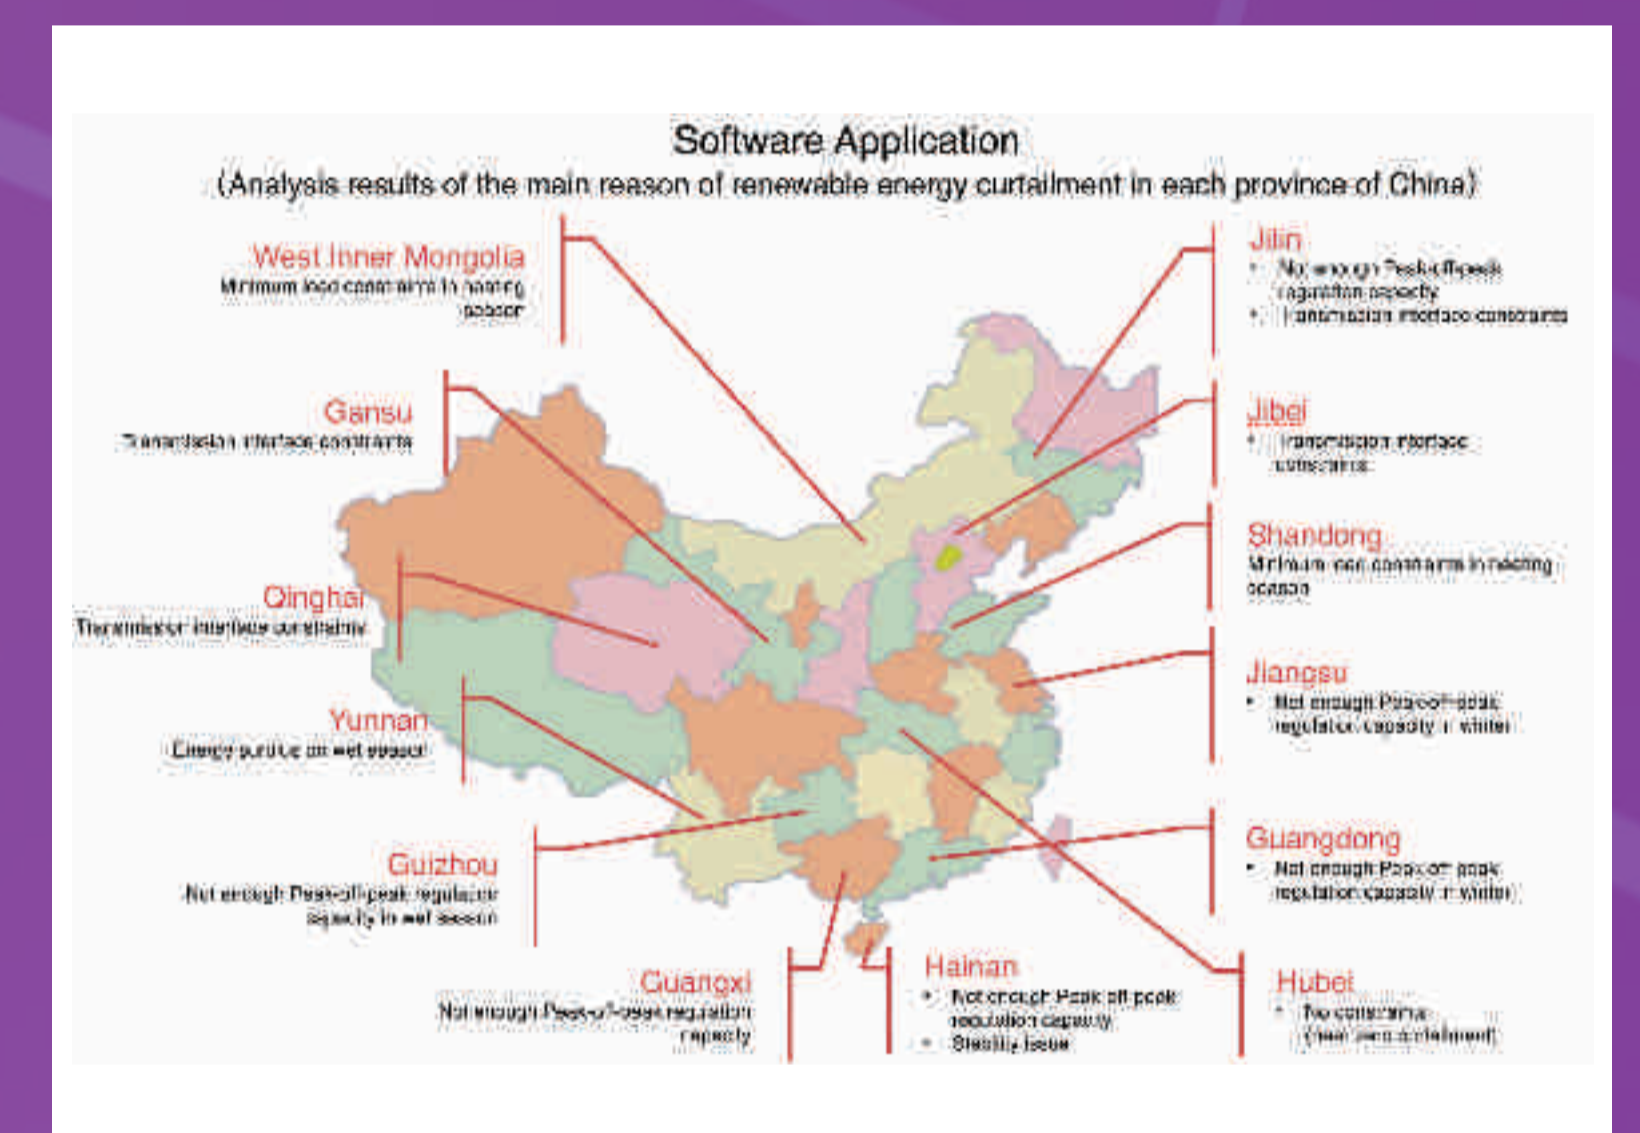 Software Application
(Analysis results of the main reason of renewable energy curtailment in each province of China)
West Inner Mongolia
Minimum load constraints in heating
season
Gansu
Transmission interface constraints
Qinghai
Transmission interface constraints
Yunnan
Energy surplus on wet season
Guizhou
Not enough Peak-off-peak regulation
capacity in wet season
Guangxi
Not enough Peak-off-peak regulation
capacity
Hainan
• Not enough Peak-off-peak
regulation capacity
• Stability issue
Jilin
• Not enough Peak-off-peak
regulation capacity
• Transmission interface constraints
Jibei
• Transmission interface
constraints
Shandong
Minimum load constraints in heating
season
Jiangsu
• Not enough Peak-off-peak
regulation capacity in winter
Guangdong
• Not enough Peak-off-peak
regulation capacity in winter
Hubei
• No constraints
(near zero curtailment)